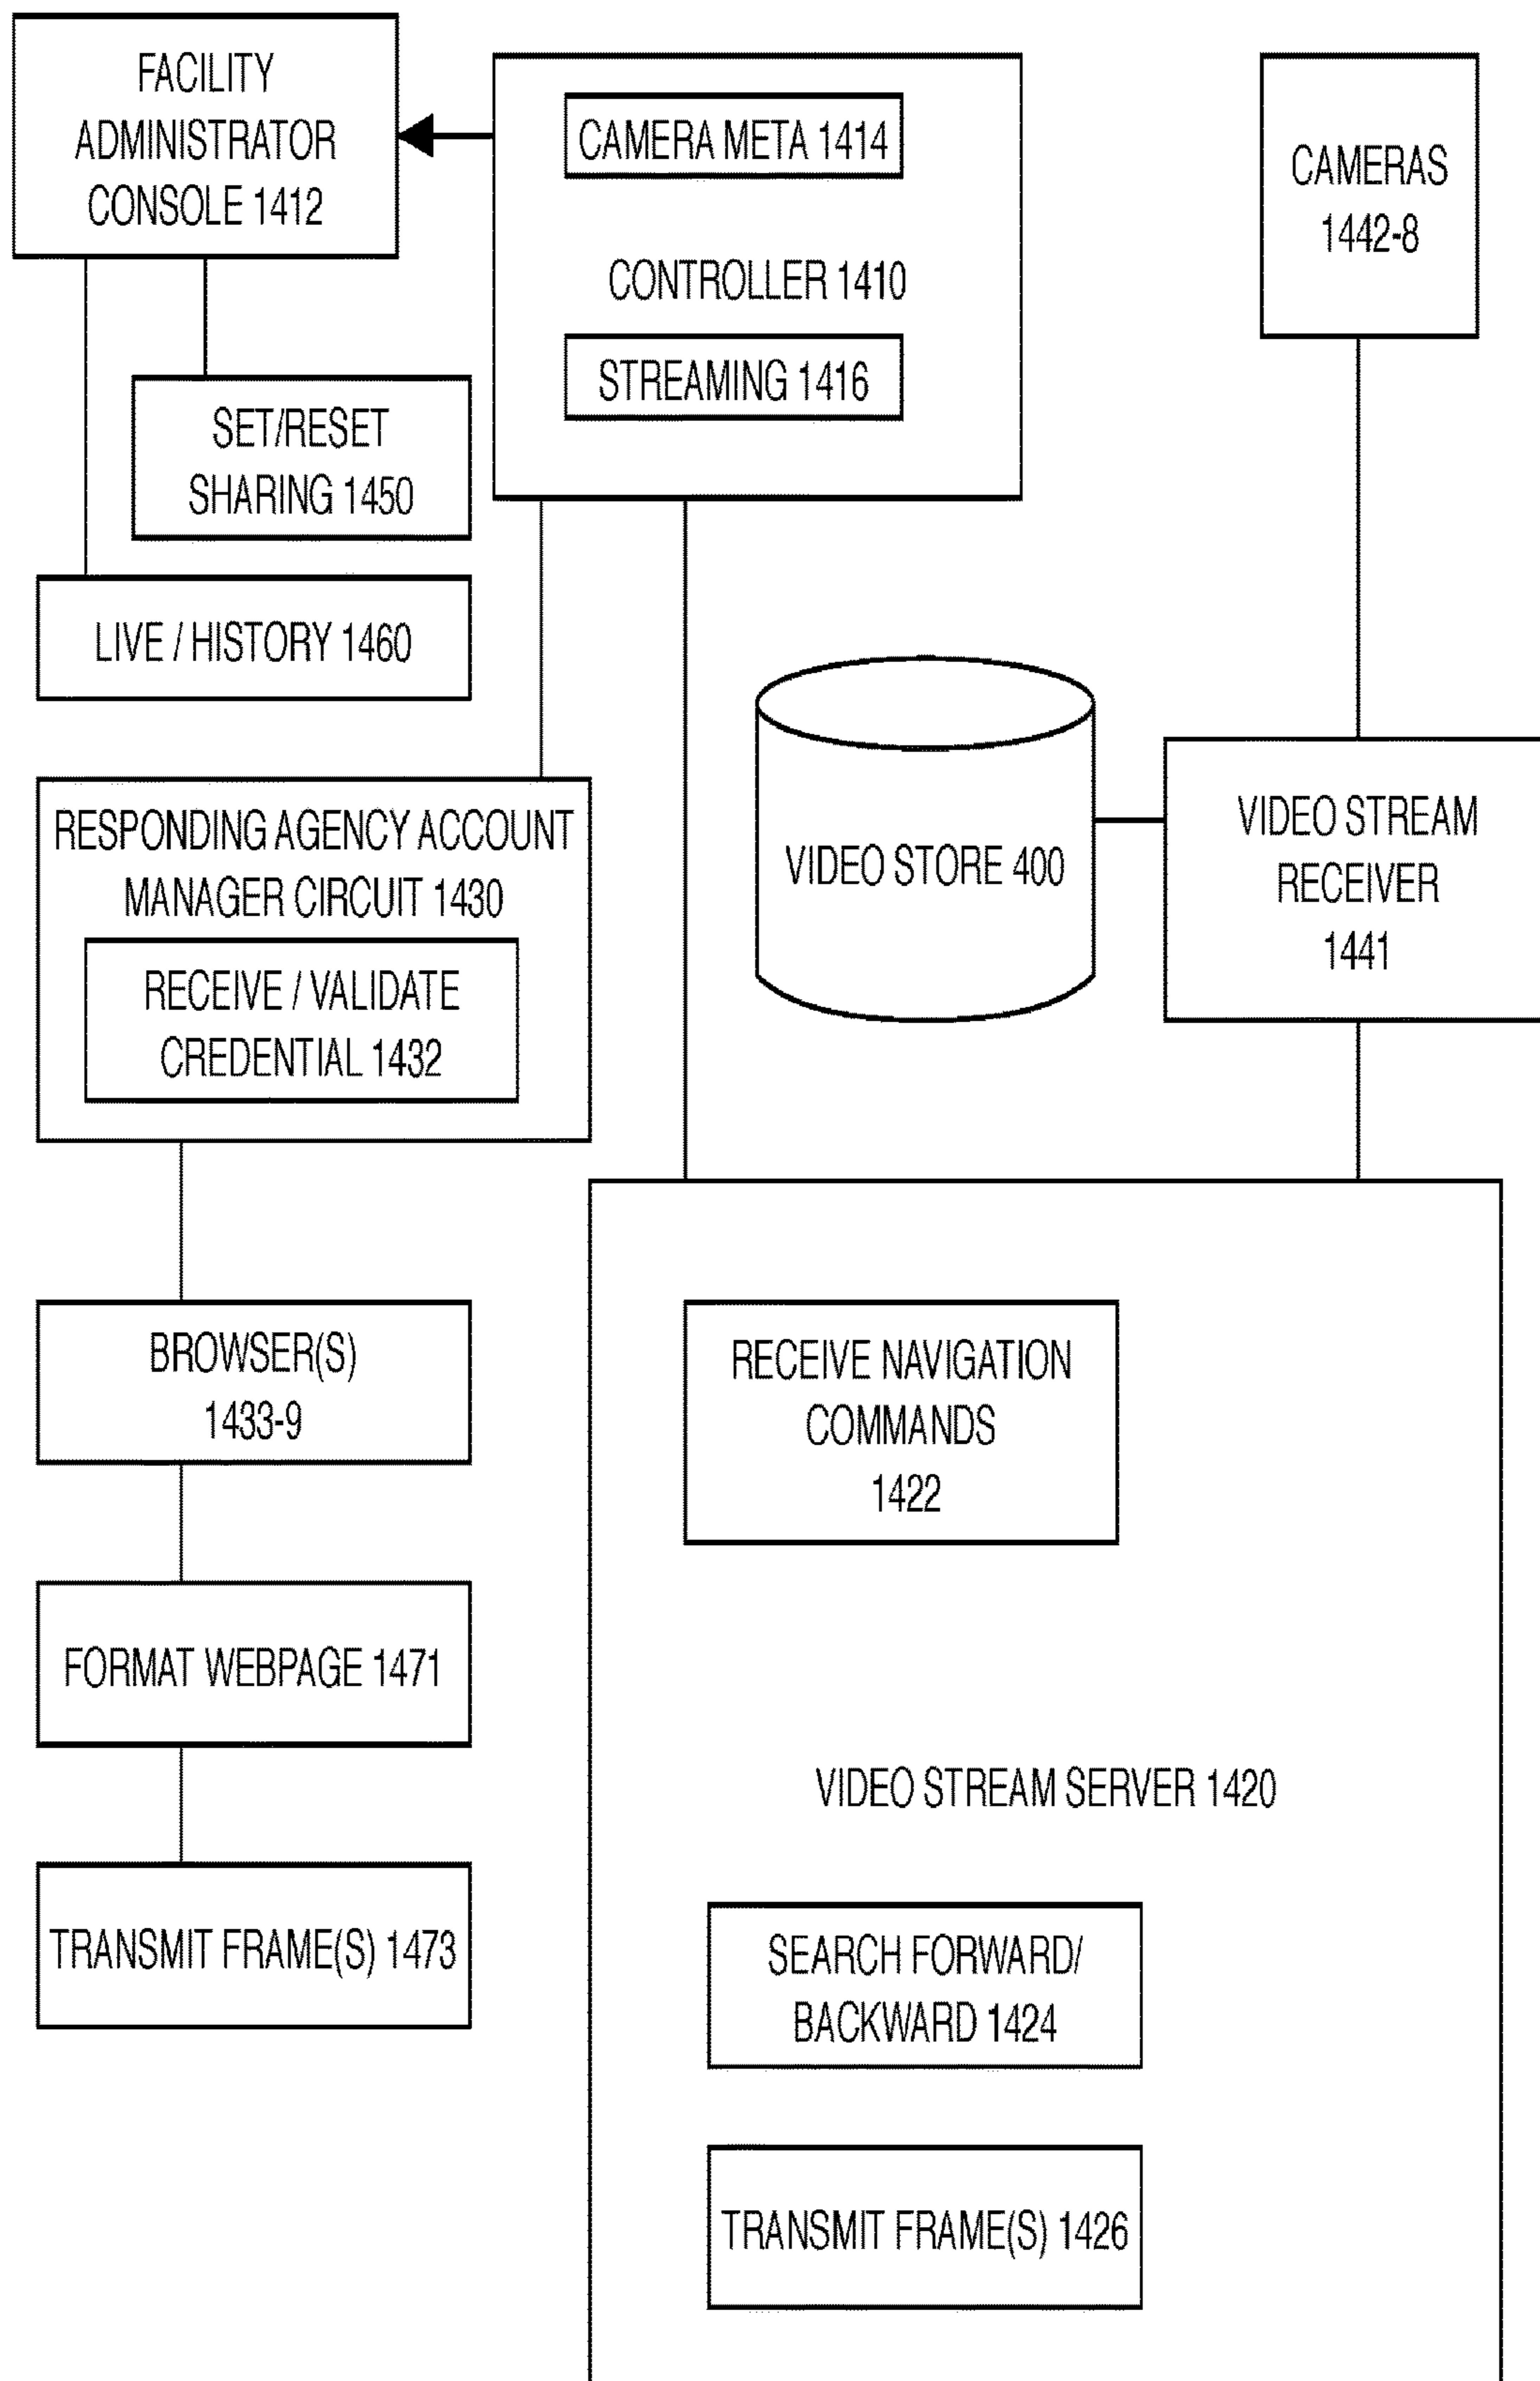 FACILITY
ADMINISTRATOR
CONSOLE 1412
CAMERA META 1414
CONTROLLER 1410
STREAMING 1416
CAMERAS
1442-8
SET/RESET
SHARING 1450
LIVE / HISTORY 1460
RESPONDING AGENCY ACCOUNT
MANAGER CIRCUIT 1430
RECEIVE / VALIDATE
CREDENTIAL 1432
VIDEO STORE 400
VIDEO STREAM
RECEIVER
1441
BROWSER(S)
1433-9
FORMAT WEBPAGE 1471
TRANSMIT FRAME(S) 1473
RECEIVE NAVIGATION
COMMANDS
1422
VIDEO STREAM SERVER 1420
SEARCH FORWARD/
BACKWARD 1424
TRANSMIT FRAME(S) 1426